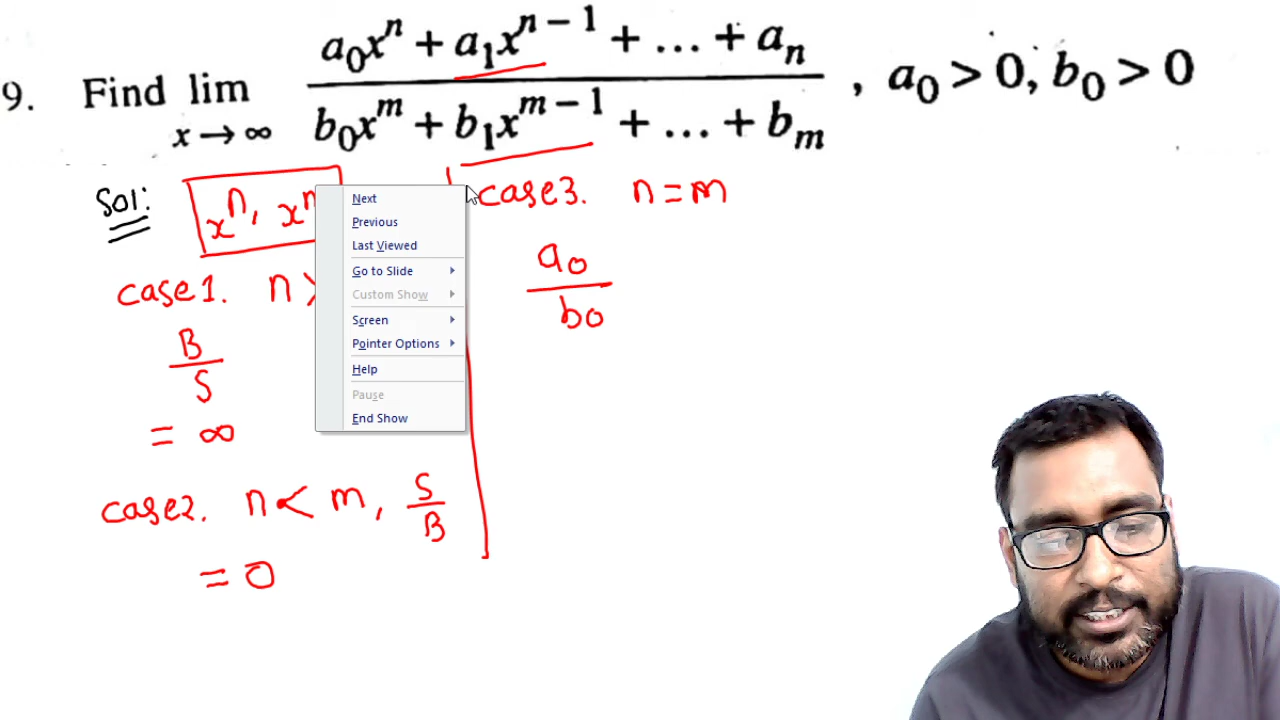 9. Find lim x→∞ (a₀xⁿ + a₁xⁿ⁻¹ + ... + aₙ) / (b₀xᵐ + b₁xᵐ⁻¹ + ... + bₘ), a₀ > 0, b₀ > 0
Sol:
xⁿ, x
case1. n >
B/S
= ∞
case2. n < m, S/B
= 0
case3. n = m
a₀/b₀
Next
Previous
Last Viewed
Go to Slide
Custom Show
Screen
Pointer Options
Help
Pause
End Show